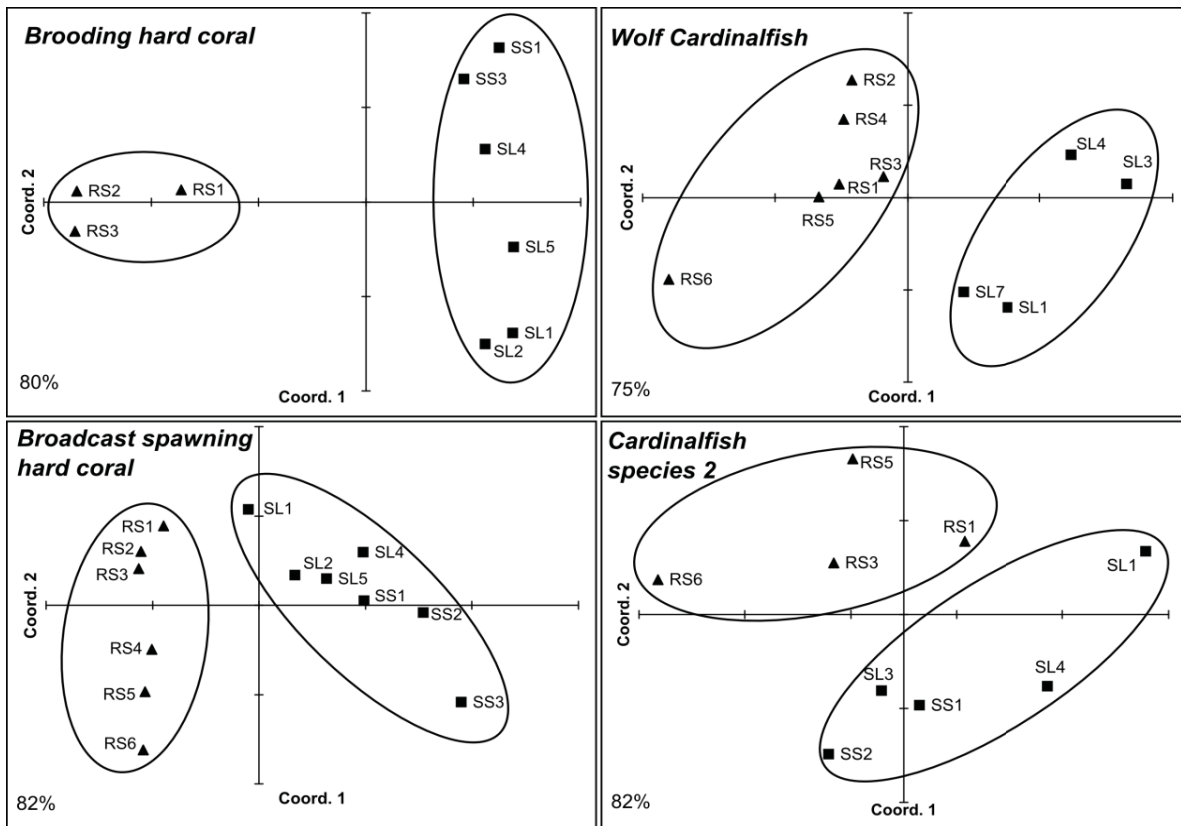 Brooding hard coral
SS1
SS3
SL4
RS2
RS1
RS3
SL5
SL1
SL2
Coord. 2
80%
Coord. 1
Wolf Cardinalfish
RS2
RS4
SL4
SL3
RS3
RS1
RS5
RS6
SL7
SL1
Coord. 2
75%
Coord. 1
Broadcast spawning
hard coral
SL1
RS1
RS2
RS3
SL4
SL2
SL5
SS1
SS2
RS4
RS5
SS3
RS6
Coord. 2
82%
Coord. 1
Cardinalfish
species 2
RS5
RS1
SL1
RS3
RS6
SL3
SL4
SS1
SS2
Coord. 2
82%
Coord. 1